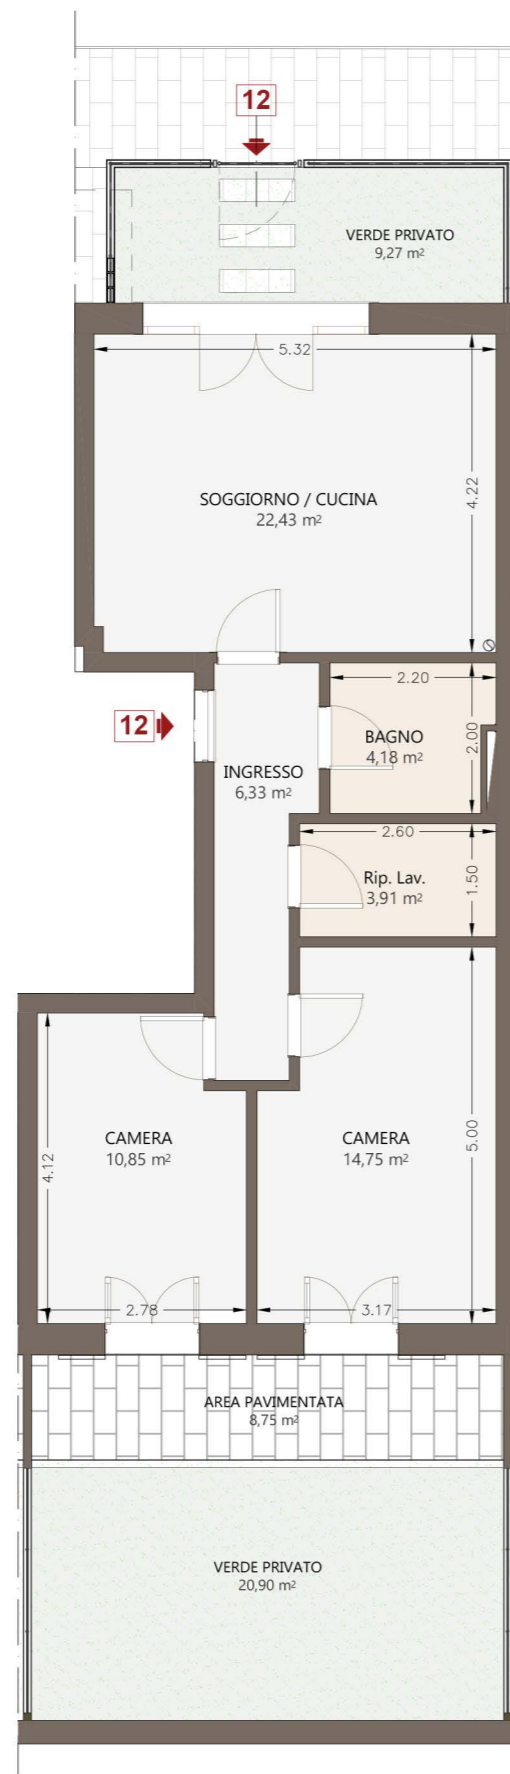 12
VERDE PRIVATO
9,27 m²
5.32
4.22
SOGGIORNO / CUCINA
22,43 m²
2.20
12
BAGNO
4,18 m²
2.00
INGRESSO
6,33 m²
2.60
1.50
Rip. Lav.
3,91 m²
CAMERA
10,85 m²
4.12
CAMERA
14,75 m²
5.00
2.78
3.17
AREA PAVIMENTATA
8,75 m²
VERDE PRIVATO
20,90 m²